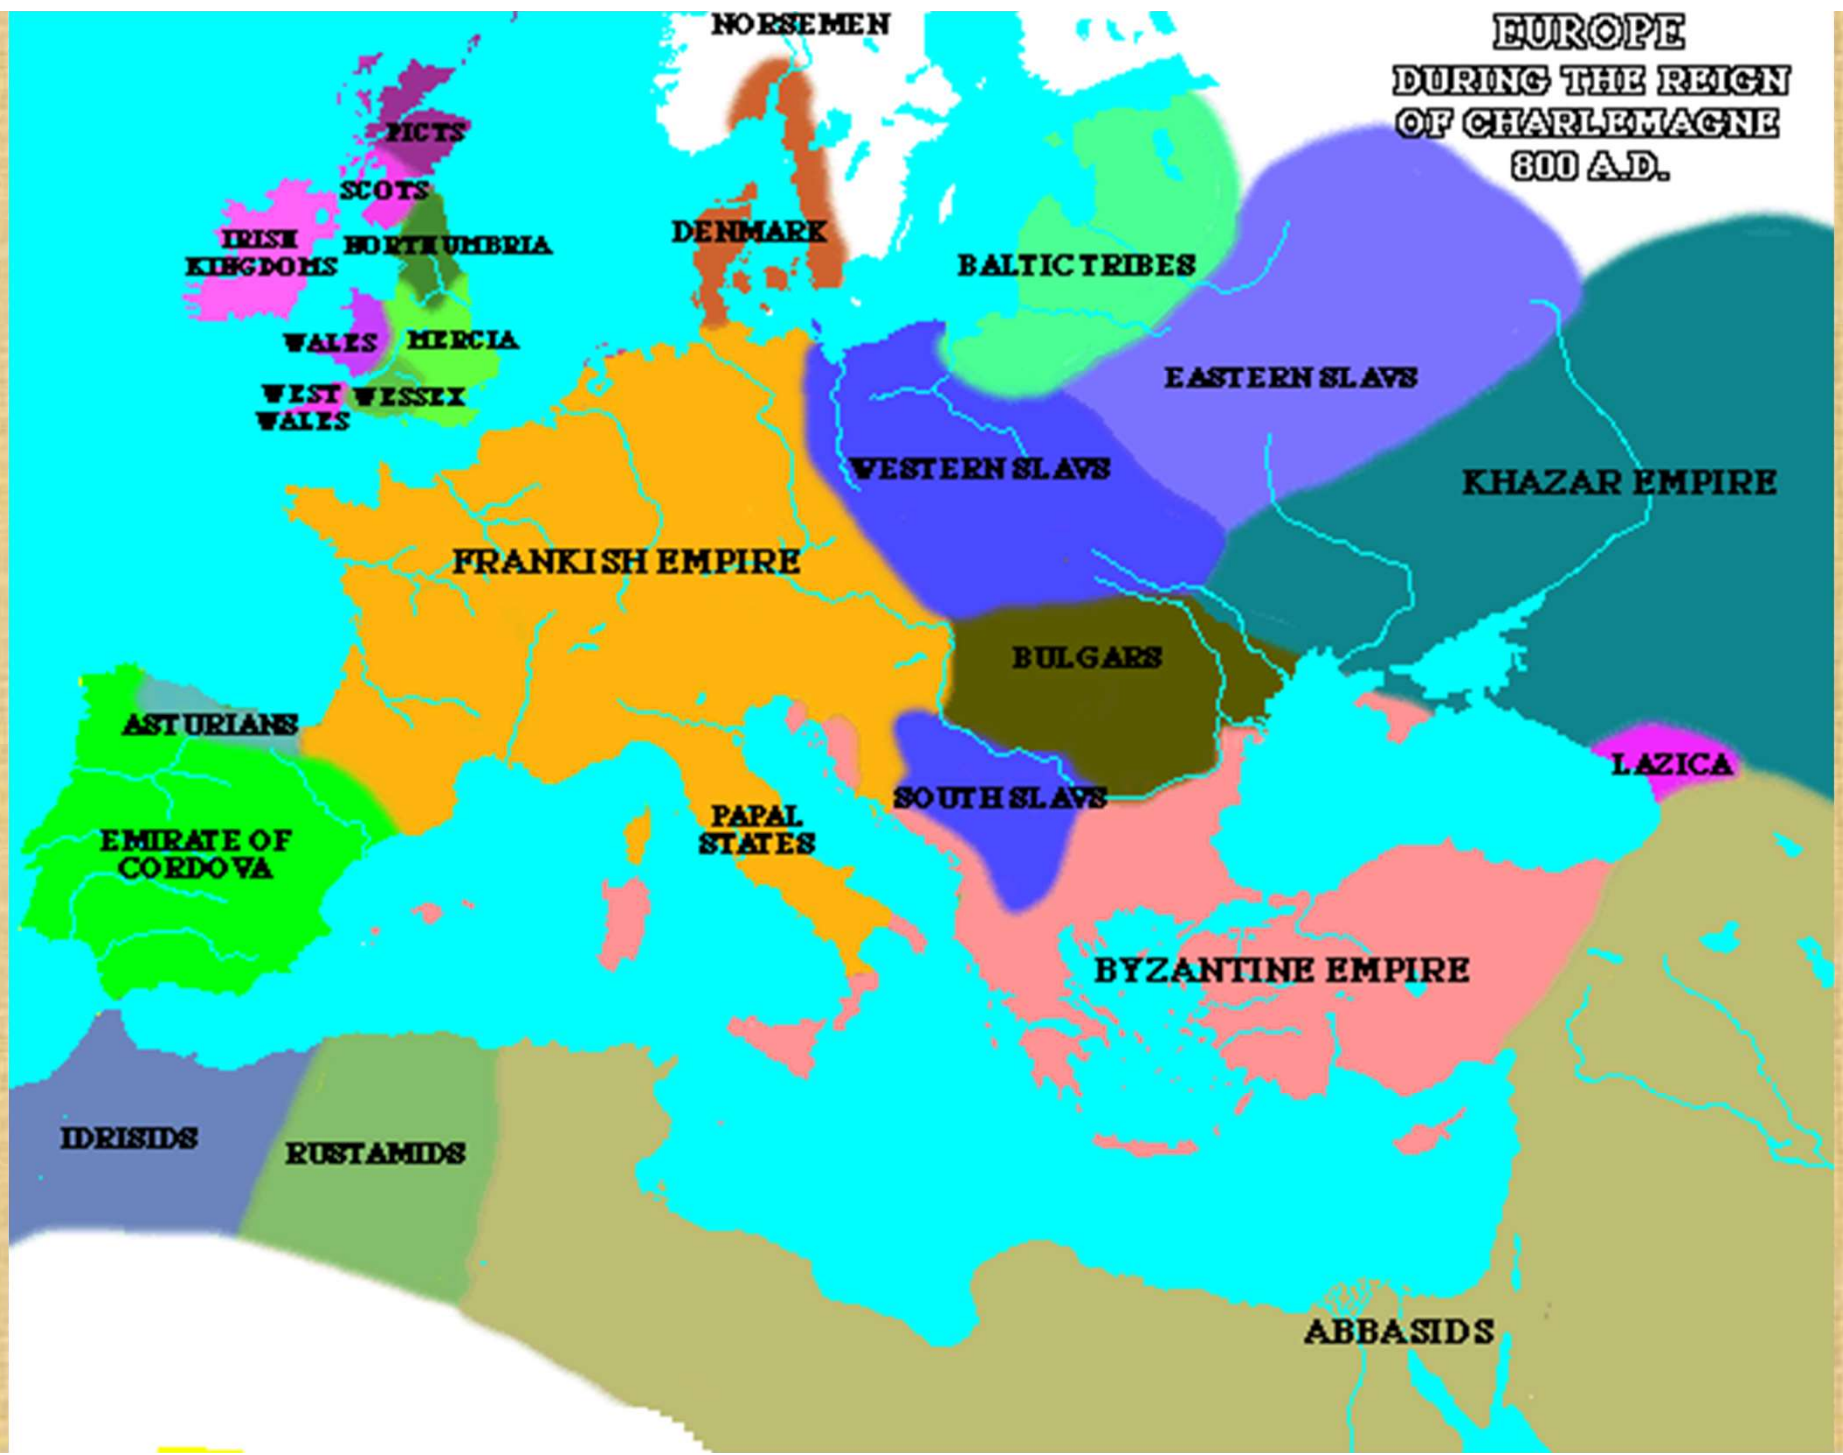 NORSEMEN
EUROPE
DURING THE REIGN
OF CHARLEMAGNE
800 A.D.
PICTS
SCOTS
IRISH
KINGDOMS
NORTHUMBRIA
DENMARK
BALTIC TRIBES
WALES
MERCIA
WEST
WALES
WESSEX
EASTERN SLAVS
WESTERN SLAVS
KHAZAR EMPIRE
FRANKISH EMPIRE
BULGARS
ASTURIANS
LAZICA
SOUTH SLAVS
PAPAL
STATES
EMIRATE OF
CORDOVA
BYZANTINE EMPIRE
IDRISIDS
RUSTAMIDS
ABBASIDS